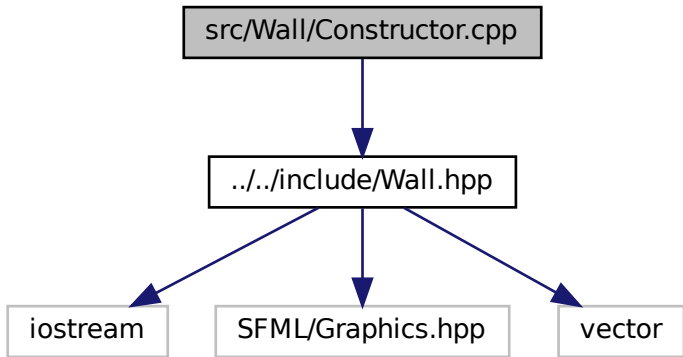 src/Wall/Constructor.cpp
../../include/Wall.hpp
iostream
SFML/Graphics.hpp
vector